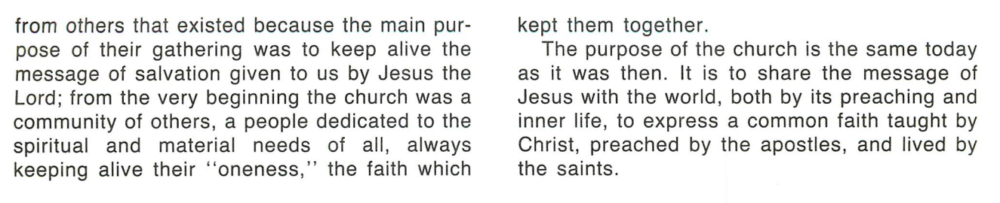 from others that existed because the main pur-
pose of their gathering was to keep alive the
message of salvation given to us by Jesus the
Lord; from the very beginning the church was a
community of others, a people dedicated to the
spiritual and material needs of all, always
keeping alive their ‘‘oneness,’’ the faith which
kept them together.
The purpose of the church is the same today
as it was then. It is to share the message of
Jesus with the world, both by its preaching and
inner life, to express a common faith taught by
Christ, preached by the apostles, and lived by
the saints.